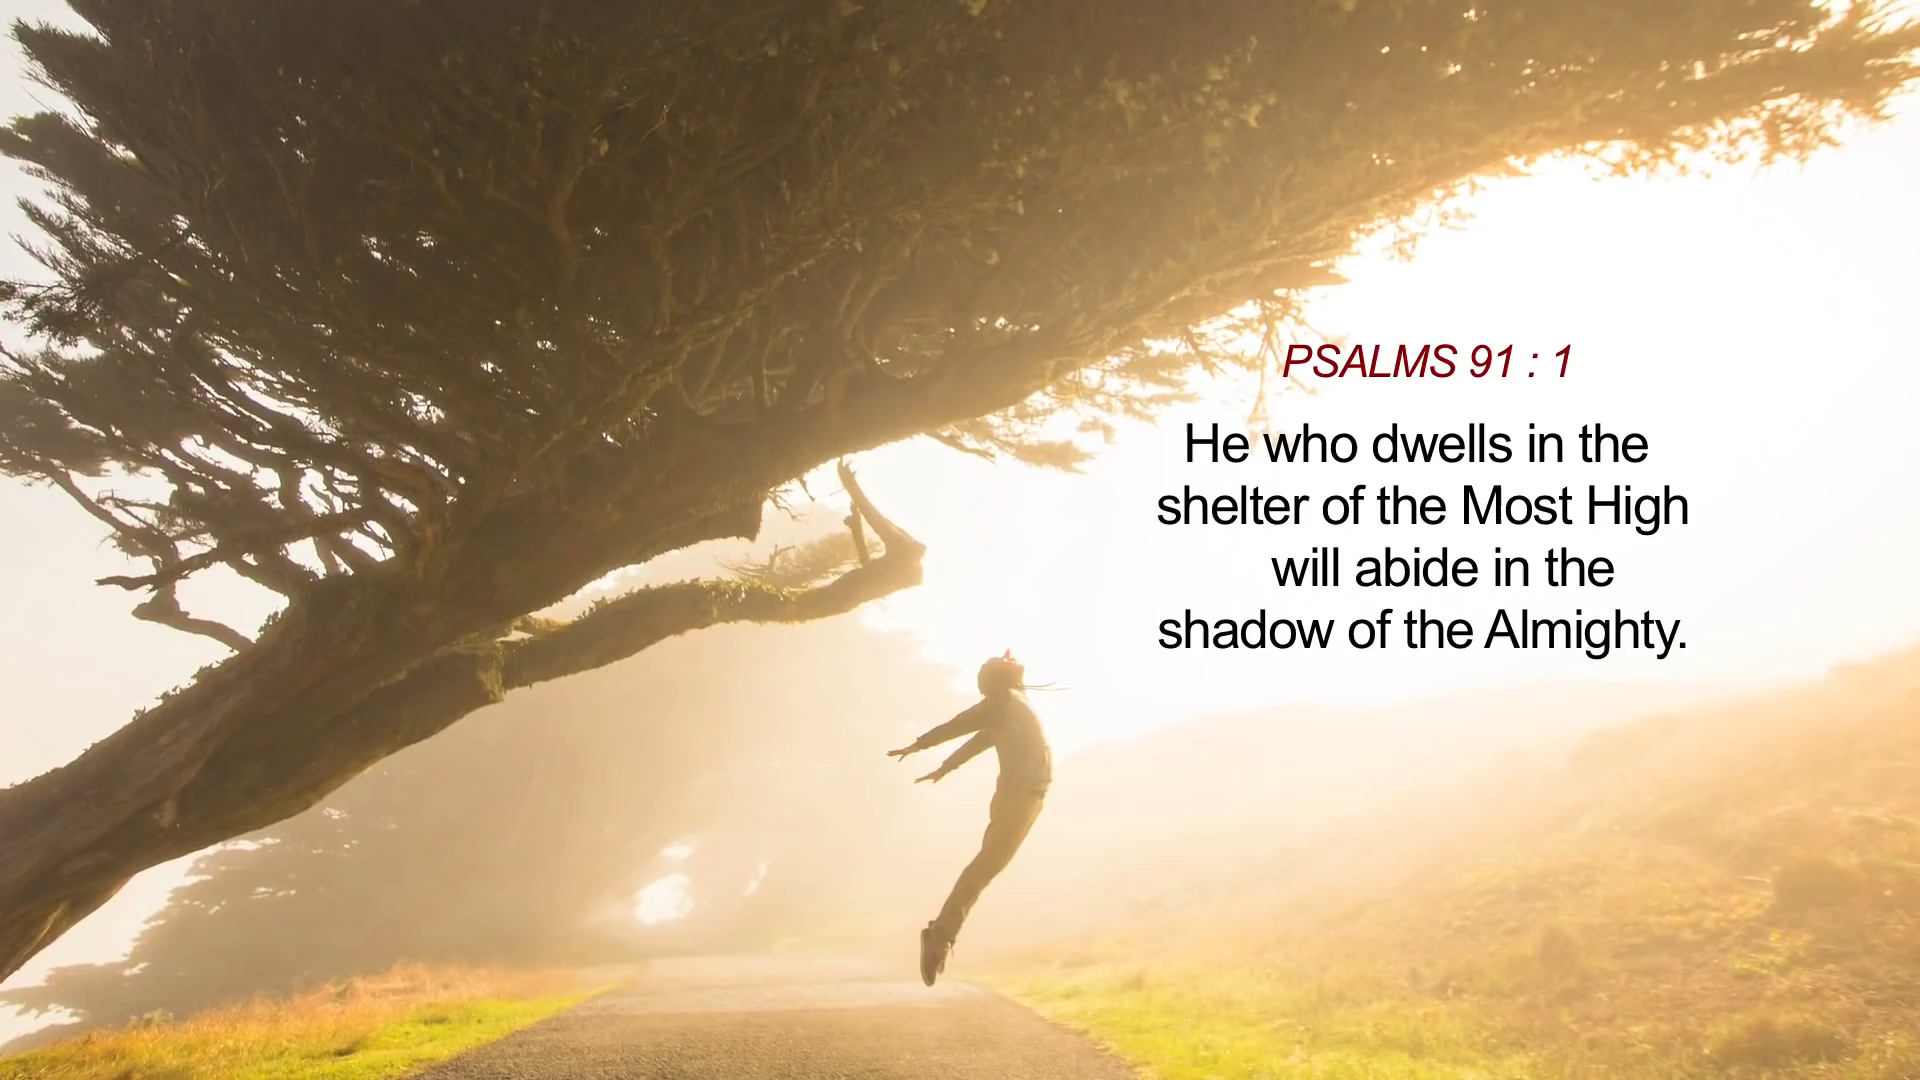 PSALMS 91 : 1
He who dwells in the
shelter of the Most High
will abide in the
shadow of the Almighty.